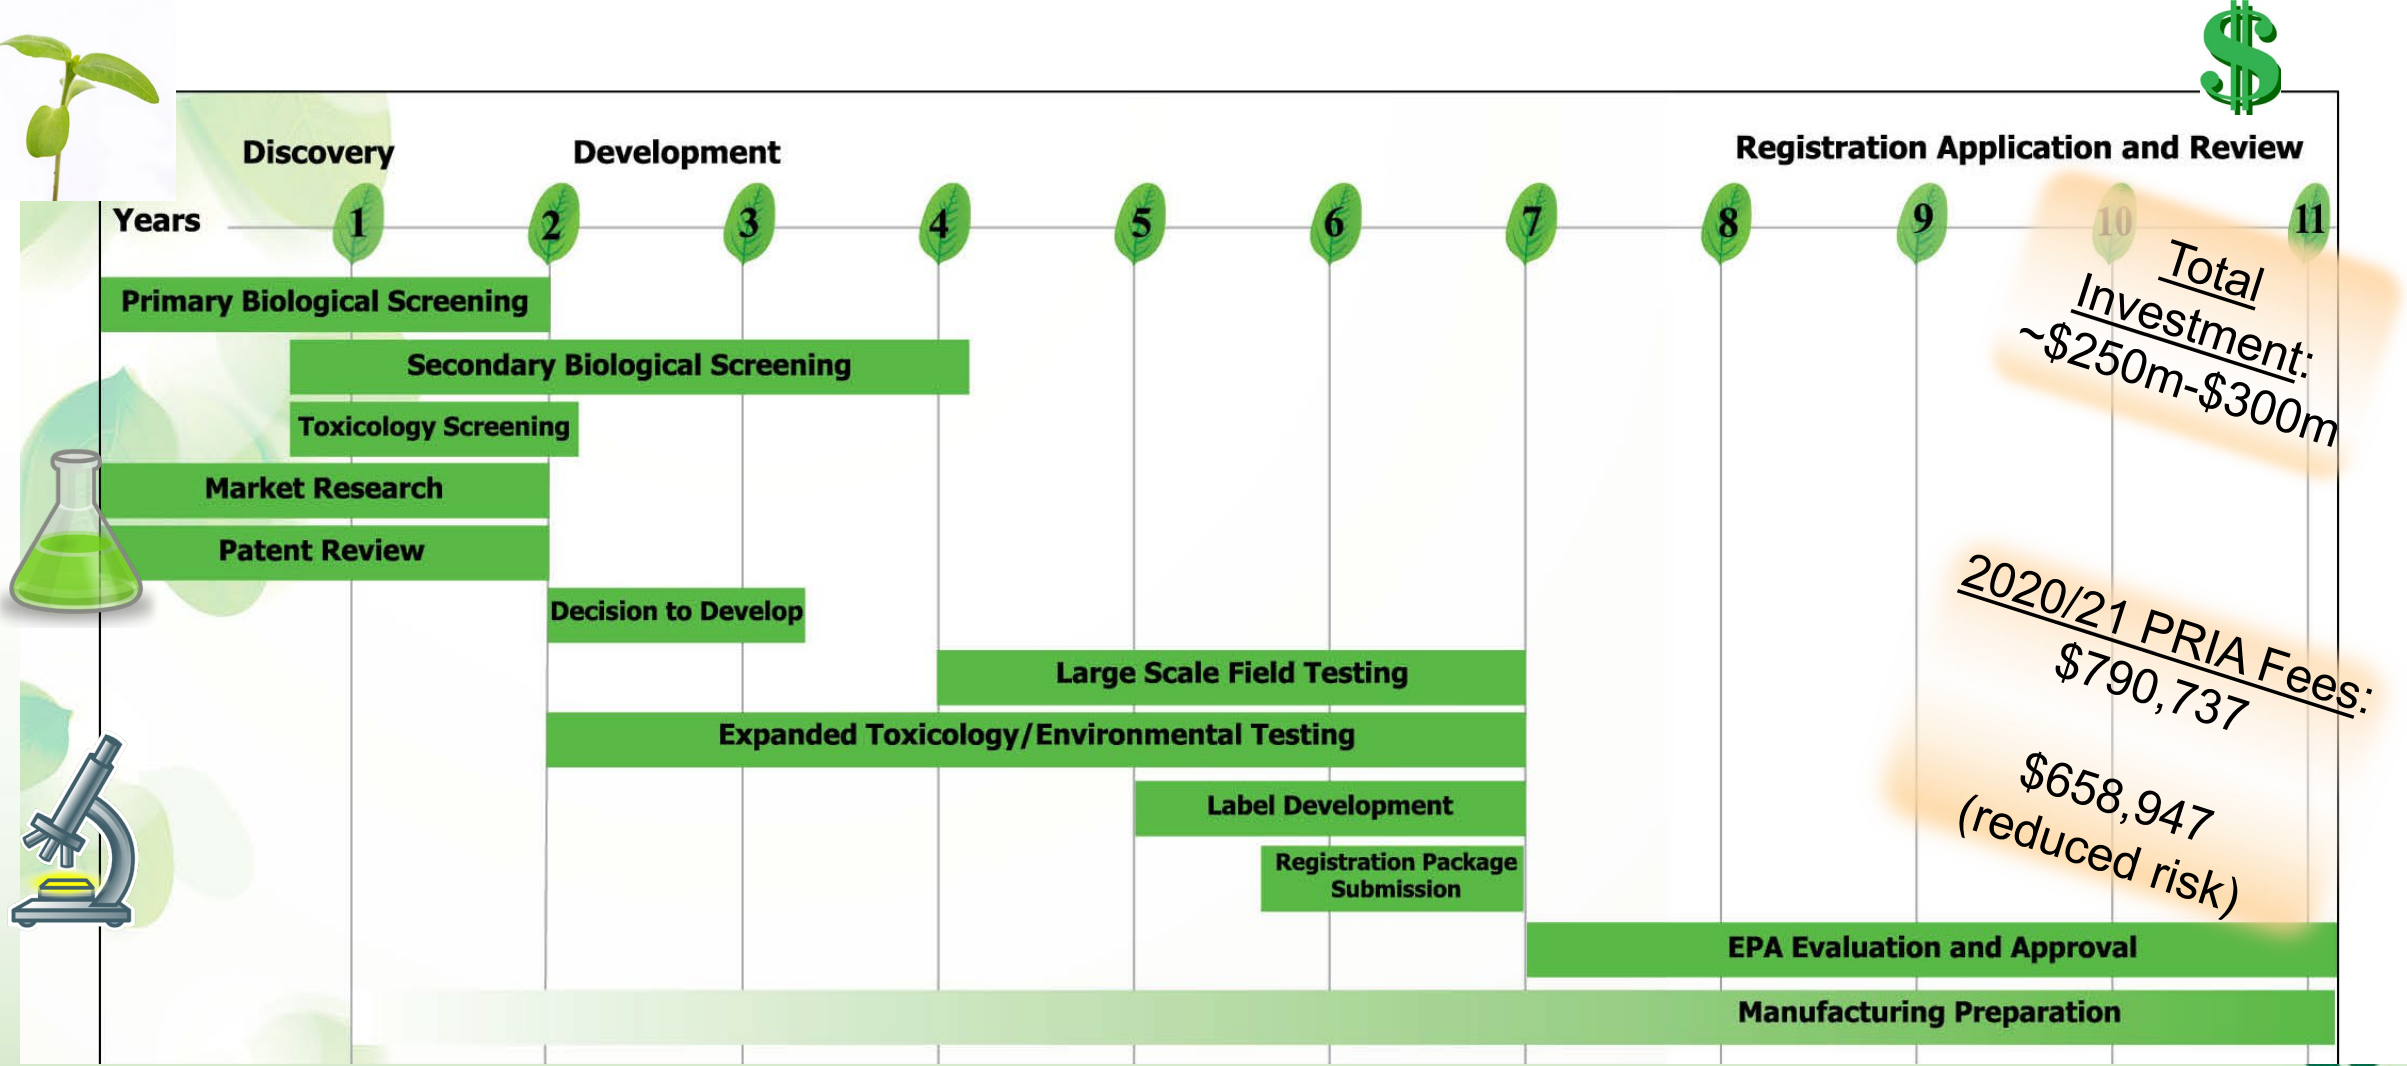 $
Discovery
Development
Registration Application and Review
Years
1
2
3
4
5
6
7
8
9
10
11
Total
Investment:
~$250m-$300m
Primary Biological Screening
Secondary Biological Screening
Toxicology Screening
Market Research
Patent Review
Decision to Develop
2020/21 PRIA Fees:
$790,737
$658,947
(reduced risk)
Large Scale Field Testing
Expanded Toxicology/Environmental Testing
Label Development
Registration Package
Submission
EPA Evaluation and Approval
Manufacturing Preparation